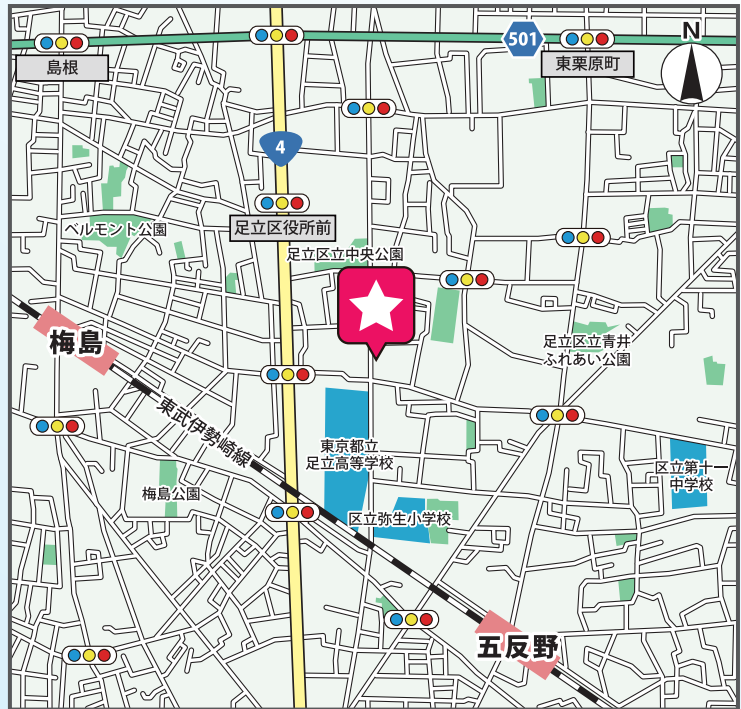 501
N
島根
東栗原町
4
足立区役所前
ベルモント公園
足立区立中央公園
梅島
足立区立青井
ふれあい公園
東武伊勢崎線
東京都立
足立高等学校
区立第十一
中学校
梅島公園
区立弥生小学校
五反野